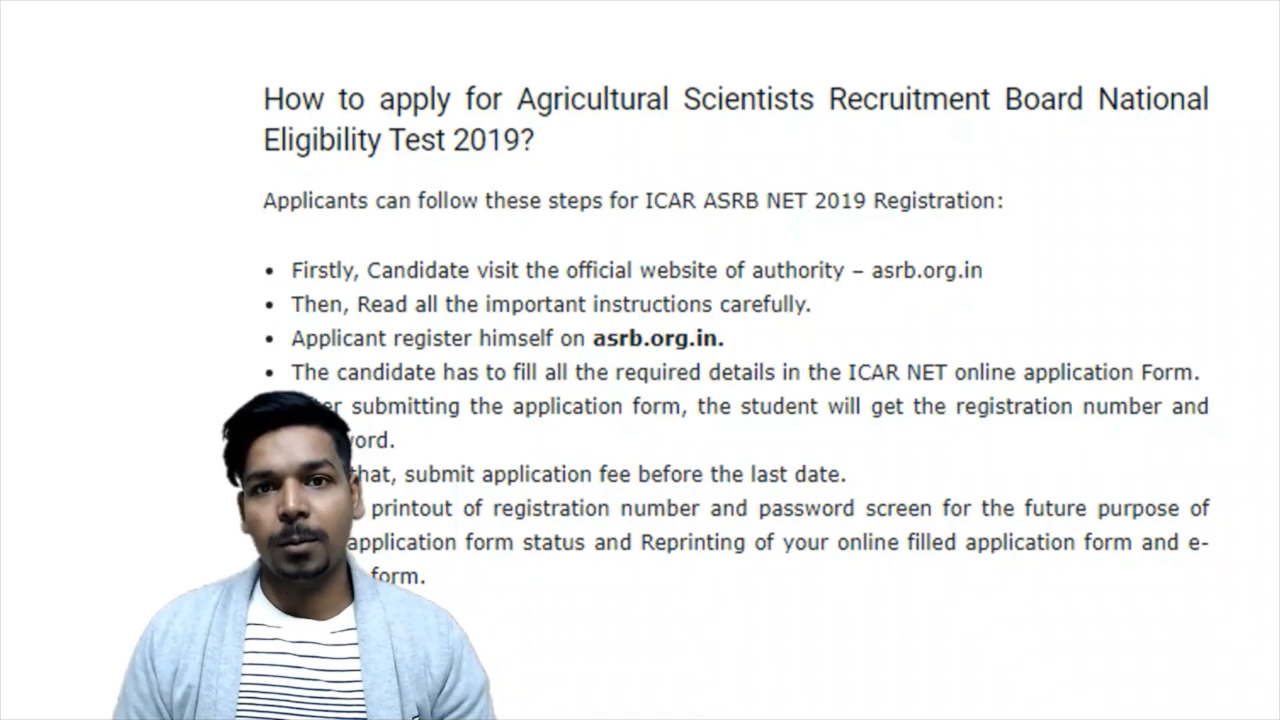 How to apply for Agricultural Scientists Recruitment Board National
Eligibility Test 2019?
Applicants can follow these steps for ICAR ASRB NET 2019 Registration:
• Firstly, Candidate visit the official website of authority – asrb.org.in
• Then, Read all the important instructions carefully.
• Applicant register himself on asrb.org.in.
• The candidate has to fill all the required details in the ICAR NET online application Form.
submitting the application form, the student will get the registration number and
that, submit application fee before the last date.
printout of registration number and password screen for the future purpose of
application form status and Reprinting of your online filled application form and e-
form.